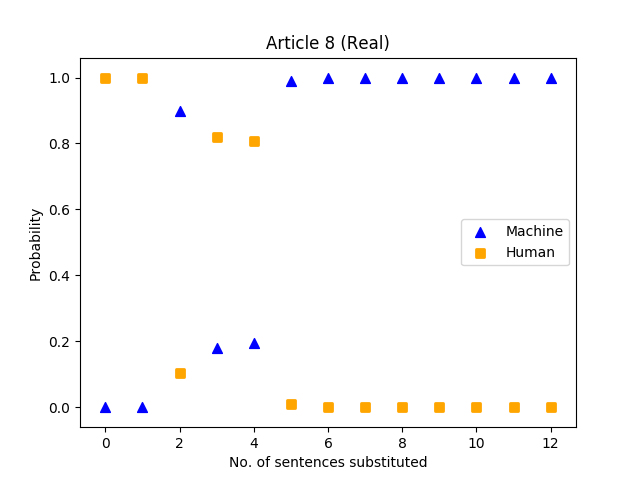 Article 8 (Real)
1.0
0.8
0.6
0.4
0.2
0.0
Probability
Machine
Human
0 2 4 6 8 10 12
No. of sentences substituted